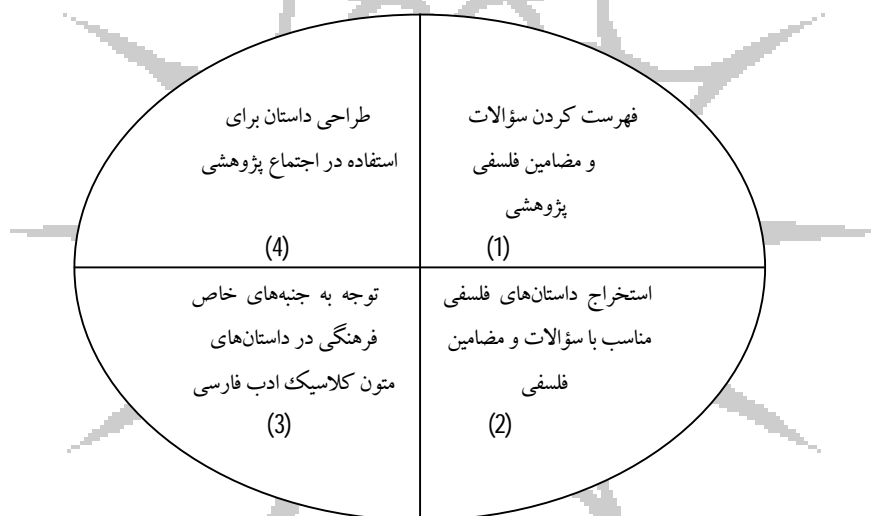 فهرست کردن سؤالات
و مضامین فلسفی
پژوهشی
(1)
استخراج داستان‌های فلسفی
مناسب با سؤالات و مضامین
فلسفی
(2)
توجه به جنبه‌های خاص
فرهنگی در داستان‌های
متون کلاسیك ادب فارسی
(3)
طراحی داستان برای
استفاده در اجتماع پژوهشی
(4)